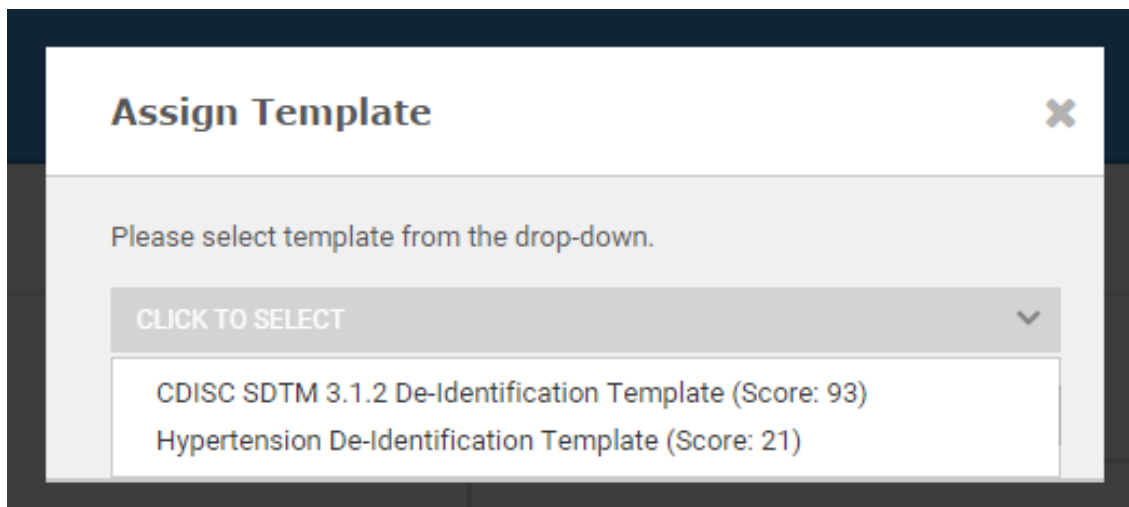 Assign Template
Please select template from the drop-down.
CLICK TO SELECT
CDISC SDTM 3.1.2 De-Identification Template (Score: 93)
Hypertension De-Identification Template (Score: 21)